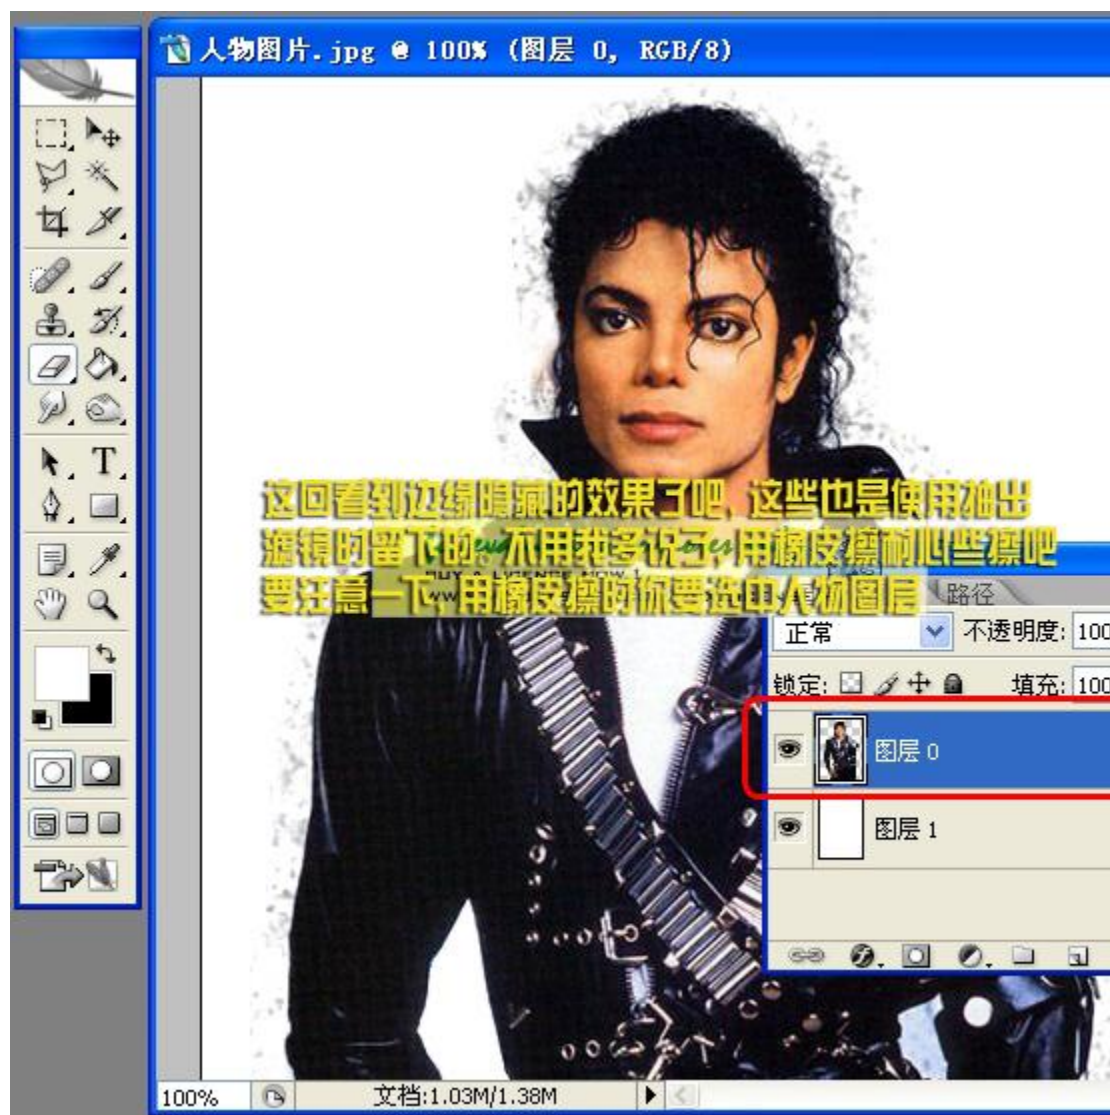 人物图片.jpg @ 100% (图层 0, RGB/8)
T
这回看到边缘隐藏的效果了吧, 这些也是使用抽出
滤镜时留下的, 不用我多说了, 用橡皮擦耐心些擦吧
BUY A LICENSE NOW
www
要注意一下, 用橡皮擦时你要选中人物图层
路径
正常 不透明度: 100
锁定: 填充: 100
图层 0
图层 1
100% 文档:1.03M/1.38M